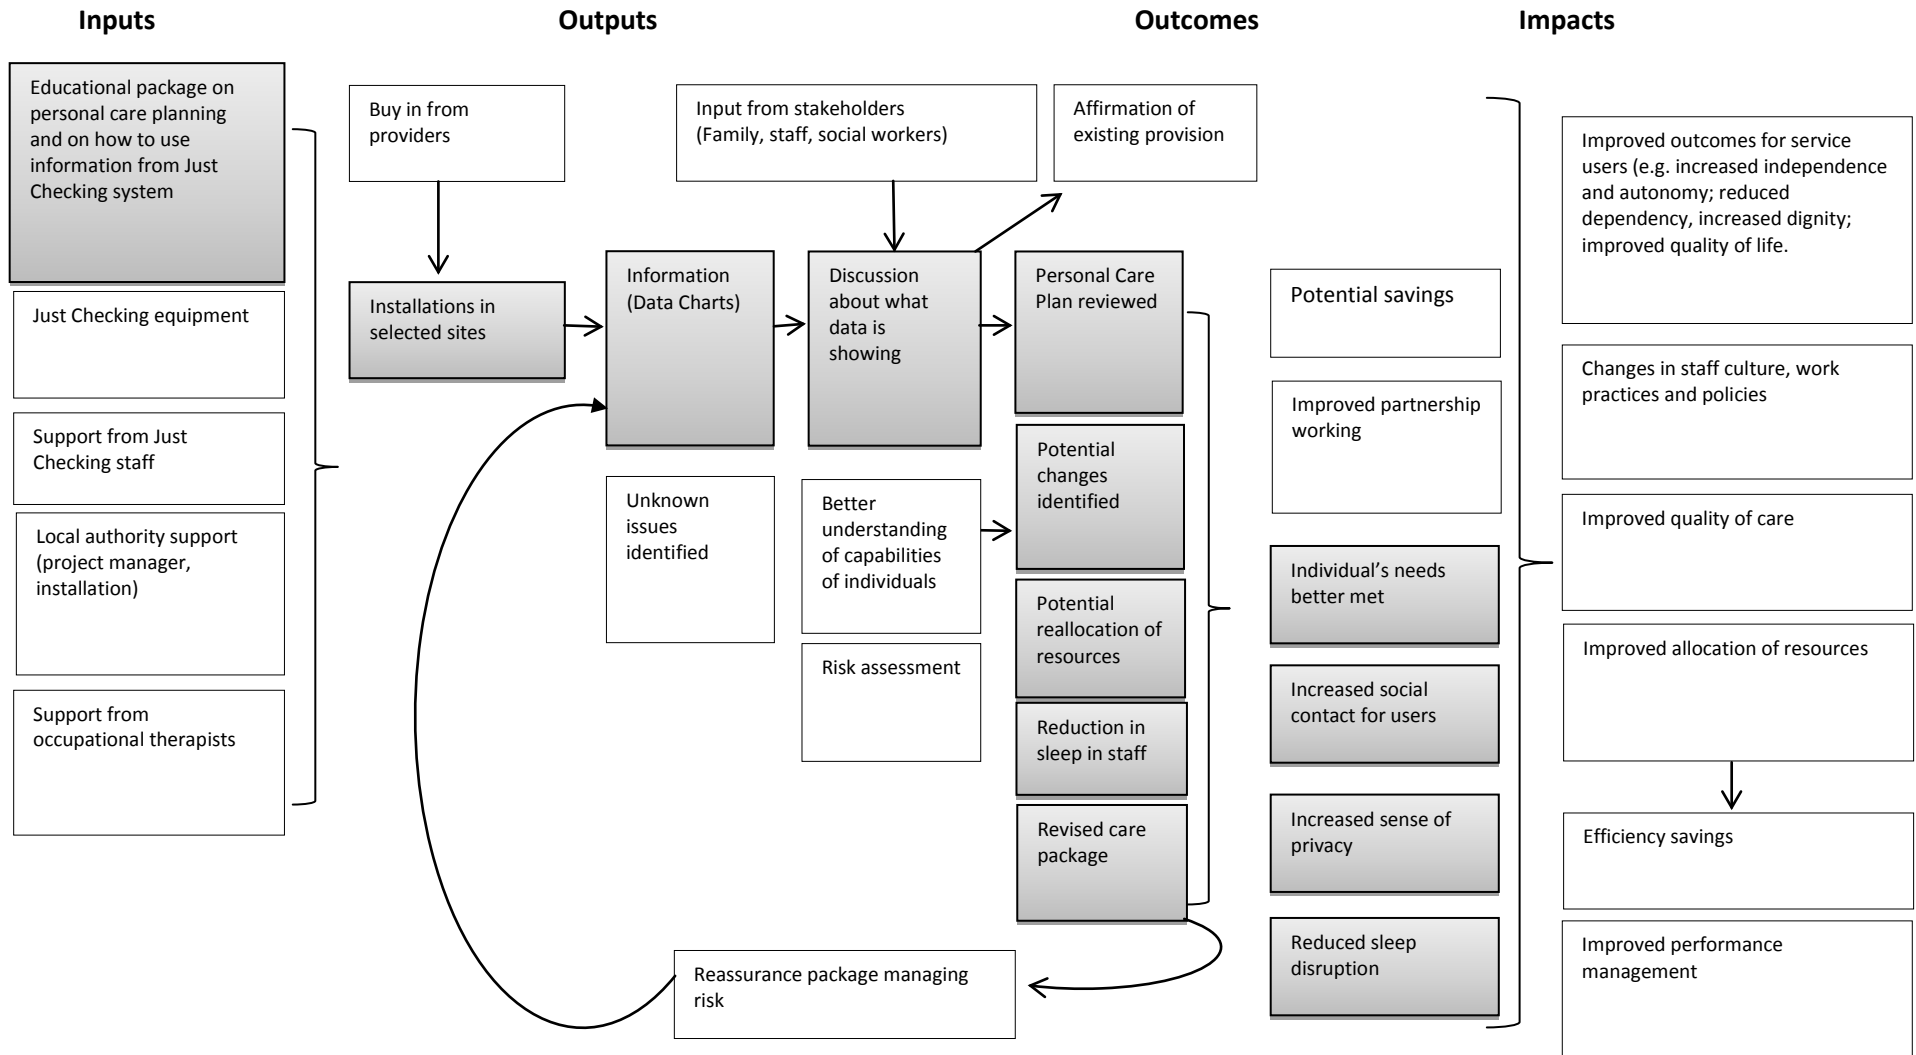 Inputs
Outputs
Outcomes
Impacts
Educational package on
personal care planning
and on how to use
information from Just
Checking system
Just Checking equipment
Support from Just
Checking staff
Local authority support
(project manager,
installation)
Support from
occupational therapists
Buy in from
providers
Installations in
selected sites
Input from stakeholders
(Family, staff, social workers)
Affirmation of
existing provision
Information
(Data Charts)
Discussion
about what
data is
showing
Personal Care
Plan reviewed
Unknown
issues
identified
Better
understanding
of capabilities
of individuals
Risk assessment
Potential
changes
identified
Potential
reallocation of
resources
Reduction in
sleep in staff
Revised care
package
Reassurance package managing
risk
Potential savings
Improved partnership
working
Individual’s needs
better met
Increased social
contact for users
Increased sense of
privacy
Reduced sleep
disruption
Improved outcomes for service
users (e.g. increased independence
and autonomy; reduced
dependency, increased dignity;
improved quality of life.
Changes in staff culture, work
practices and policies
Improved quality of care
Improved allocation of resources
Efficiency savings
Improved performance
management